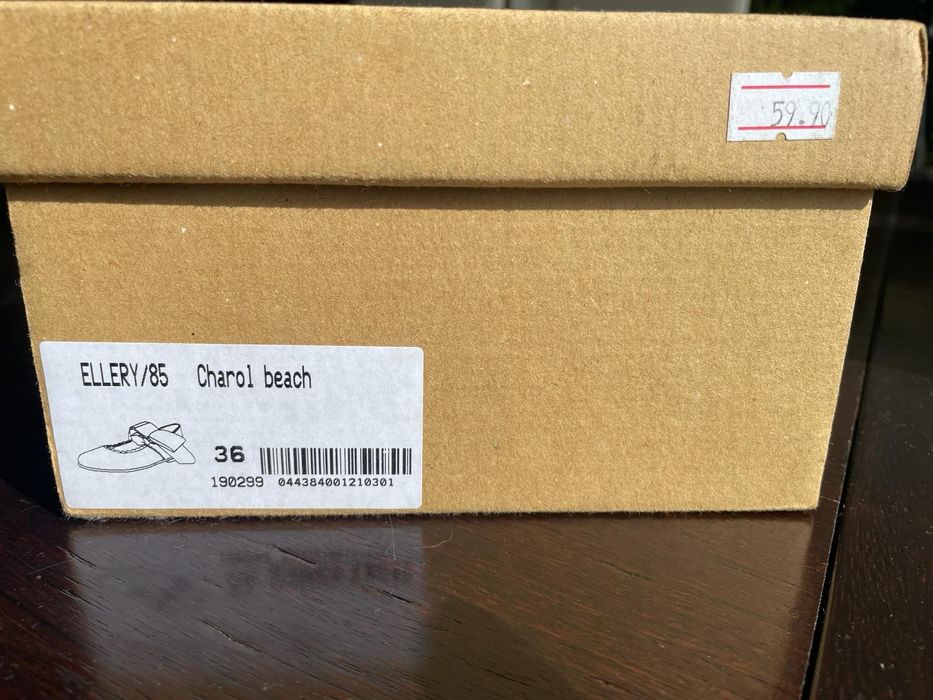 59.90
ELLERY/85 Charol beach
36
190299 044384001210301